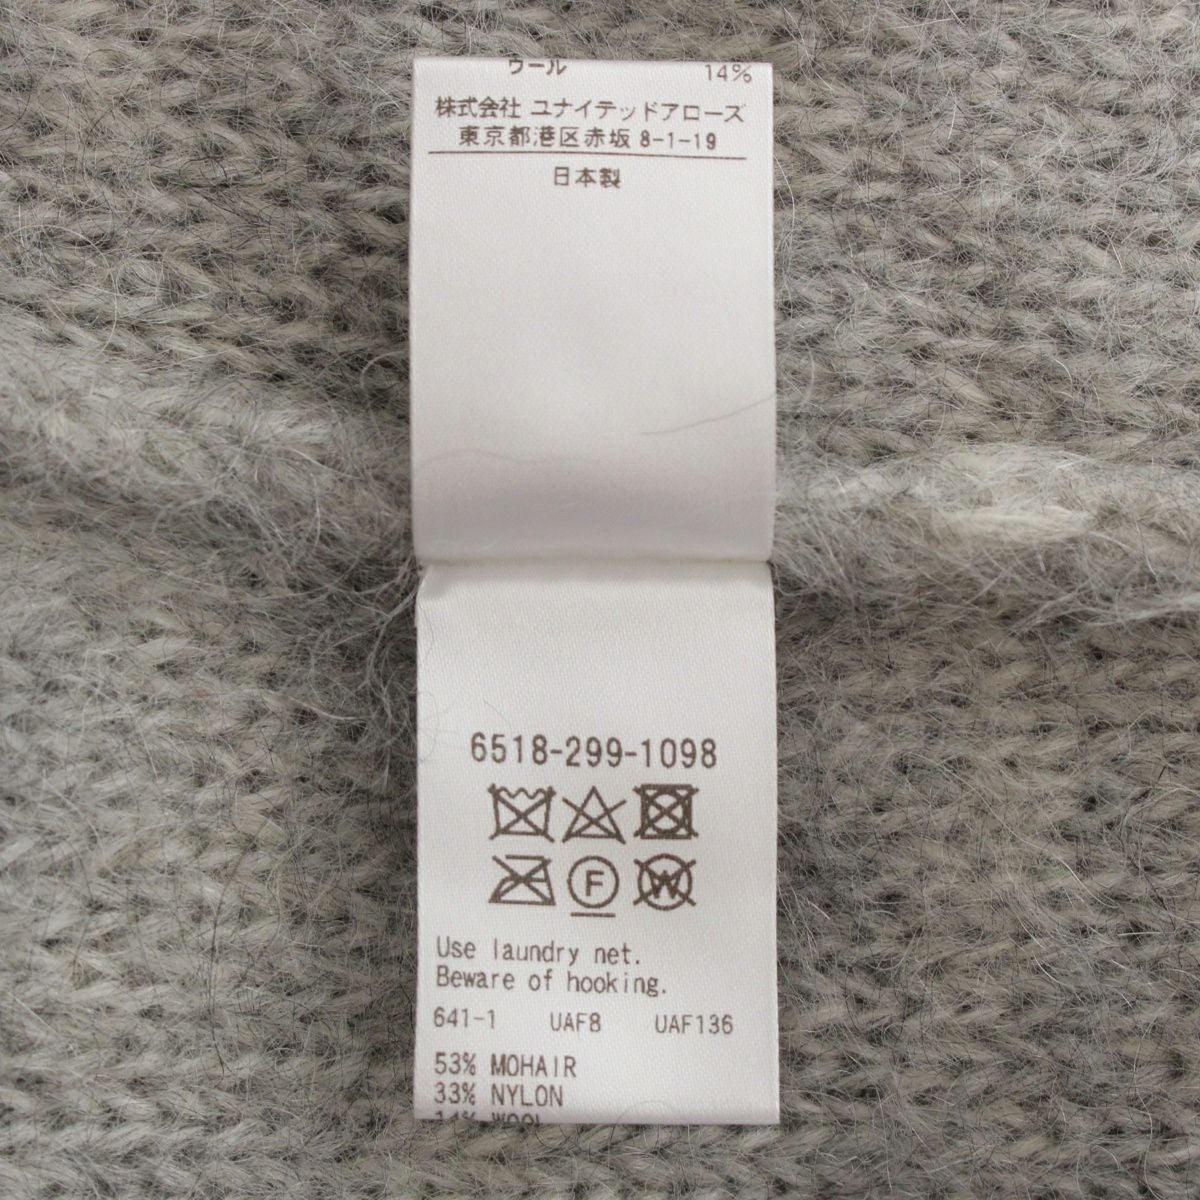 ウール 14%
株式会社 ユナイテッドアローズ
東京都港区赤坂 8-1-19
日本製
6518-299-1098
F W
Use laundry net.
Beware of hooking.
641-1 UAF8 UAF136
53% MOHAIR
33% NYLON
14% WOOL